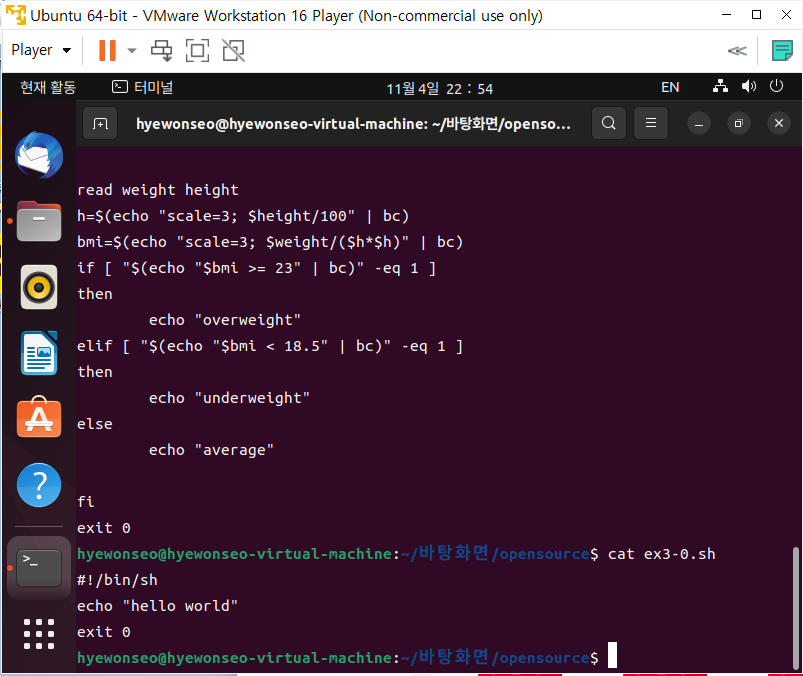 Ubuntu 64-bit - VMware Workstation 16 Player (Non-commercial use only)
Player
현재 활동 터미널 11월 4일 22 : 54 EN
hyewonseo@hyewonseo-virtual-machine: ~/바탕화면/openso...
read weight height
h=$(echo "scale=3; $height/100" | bc)
bmi=$(echo "scale=3; $weight/($h*$h)" | bc)
if [ "$(echo "$bmi >= 23" | bc)" -eq 1 ]
then
        echo "overweight"
elif [ "$(echo "$bmi < 18.5" | bc)" -eq 1 ]
then
        echo "underweight"
else
        echo "average"

fi
exit 0
hyewonseo@hyewonseo-virtual-machine:~/바탕화면/opensource$ cat ex3-0.sh
#!/bin/sh
echo "hello world"
exit 0
hyewonseo@hyewonseo-virtual-machine:~/바탕화면/opensource$